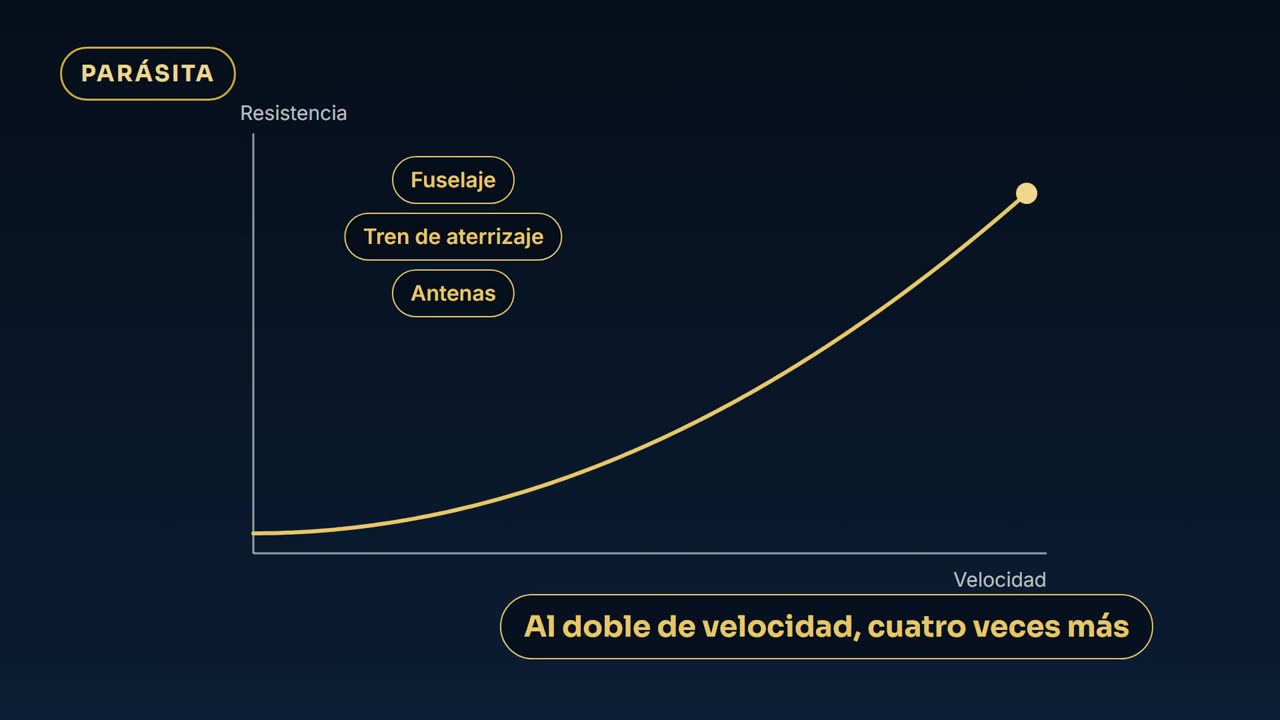 PARÁSITA
Resistencia
Fuselaje
Tren de aterrizaje
Antenas
Velocidad
Al doble de velocidad, cuatro veces más